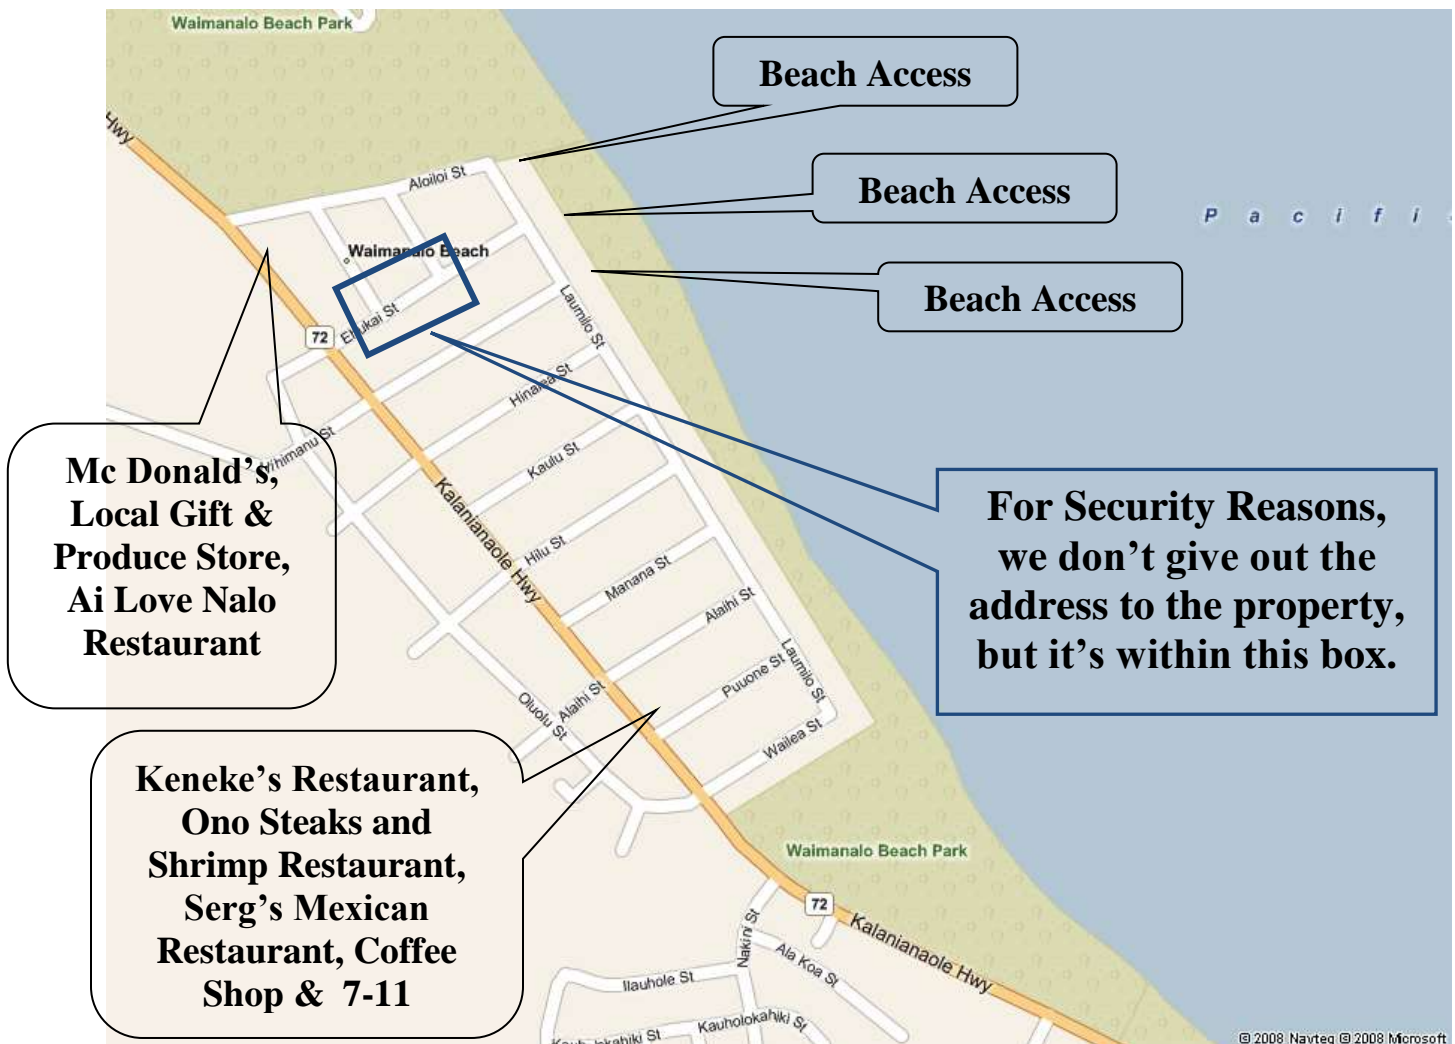 Waimanalo Beach Park
Beach Access
Hwy
Beach Access
Aloiloi St
P a c i f i
Waimanalo Beach
Beach Access
Laumilo St
Ehukai St
72
Hinalea St
Mc Donald's,
Local Gift &
Produce Store,
Ai Love Nalo
Restaurant
Kaulu St
Kalanianaole Hwy
For Security Reasons,
we don't give out the
address to the property,
but it's within this box.
Hilu St
Manana St
Alaihi St
Laumilo St
Puuone St
Alaihi St
Oluolu St
Wailea St
Keneke's Restaurant,
Ono Steaks and
Shrimp Restaurant,
Serg's Mexican
Restaurant, Coffee
Shop & 7-11
Waimanalo Beach Park
72
Kalanianaole Hwy
Nakini St
Ala Koa St
Ilauhole St
Kauholokahiki St
Kauholokahiki St
© 2008 Navteq © 2008 Microsoft